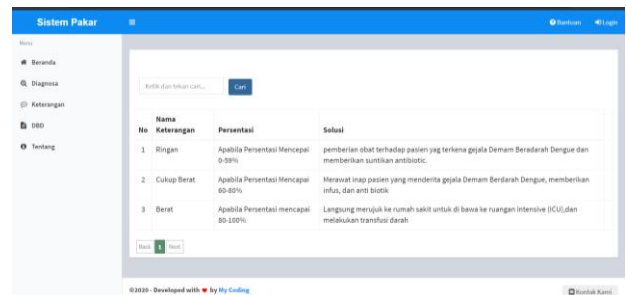 Sistem Pakar
Bantuan
Login
Menu
Beranda
Diagnosa
Keterangan
DBD
Tentang
Ketik dan tekan cari...
Cari
No Nama Keterangan Persentasi Solusi
1 Ringan Apabila Persentasi Mencepai 0-59% pemberian obat terhadap pasien yag terkena gejala Demam Beradarah Dengue dan
memberikan suntikan antibiotic.
2 Cukup Berat Apabila Persentasi Mencapai 60-80% Merawat inap pasien yang menderita gejala Demam Berdarah Dengue, memberikan
infus, dan anti biotik
3 Berat Apabila Persentasi mencapai 80-100% Langsung merujuk ke rumah sakit untuk di bawa ke ruangan intensive (ICU),dan
melakukan transfusi darah
Back 1 Next
©2020 - Developed with ♥ by My Coding
Kontak Kami